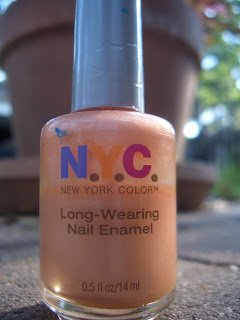 N.Y.C.
NEW YORK COLOR™
Long-Wearing
Nail Enamel
0.5 fl oz/14 ml